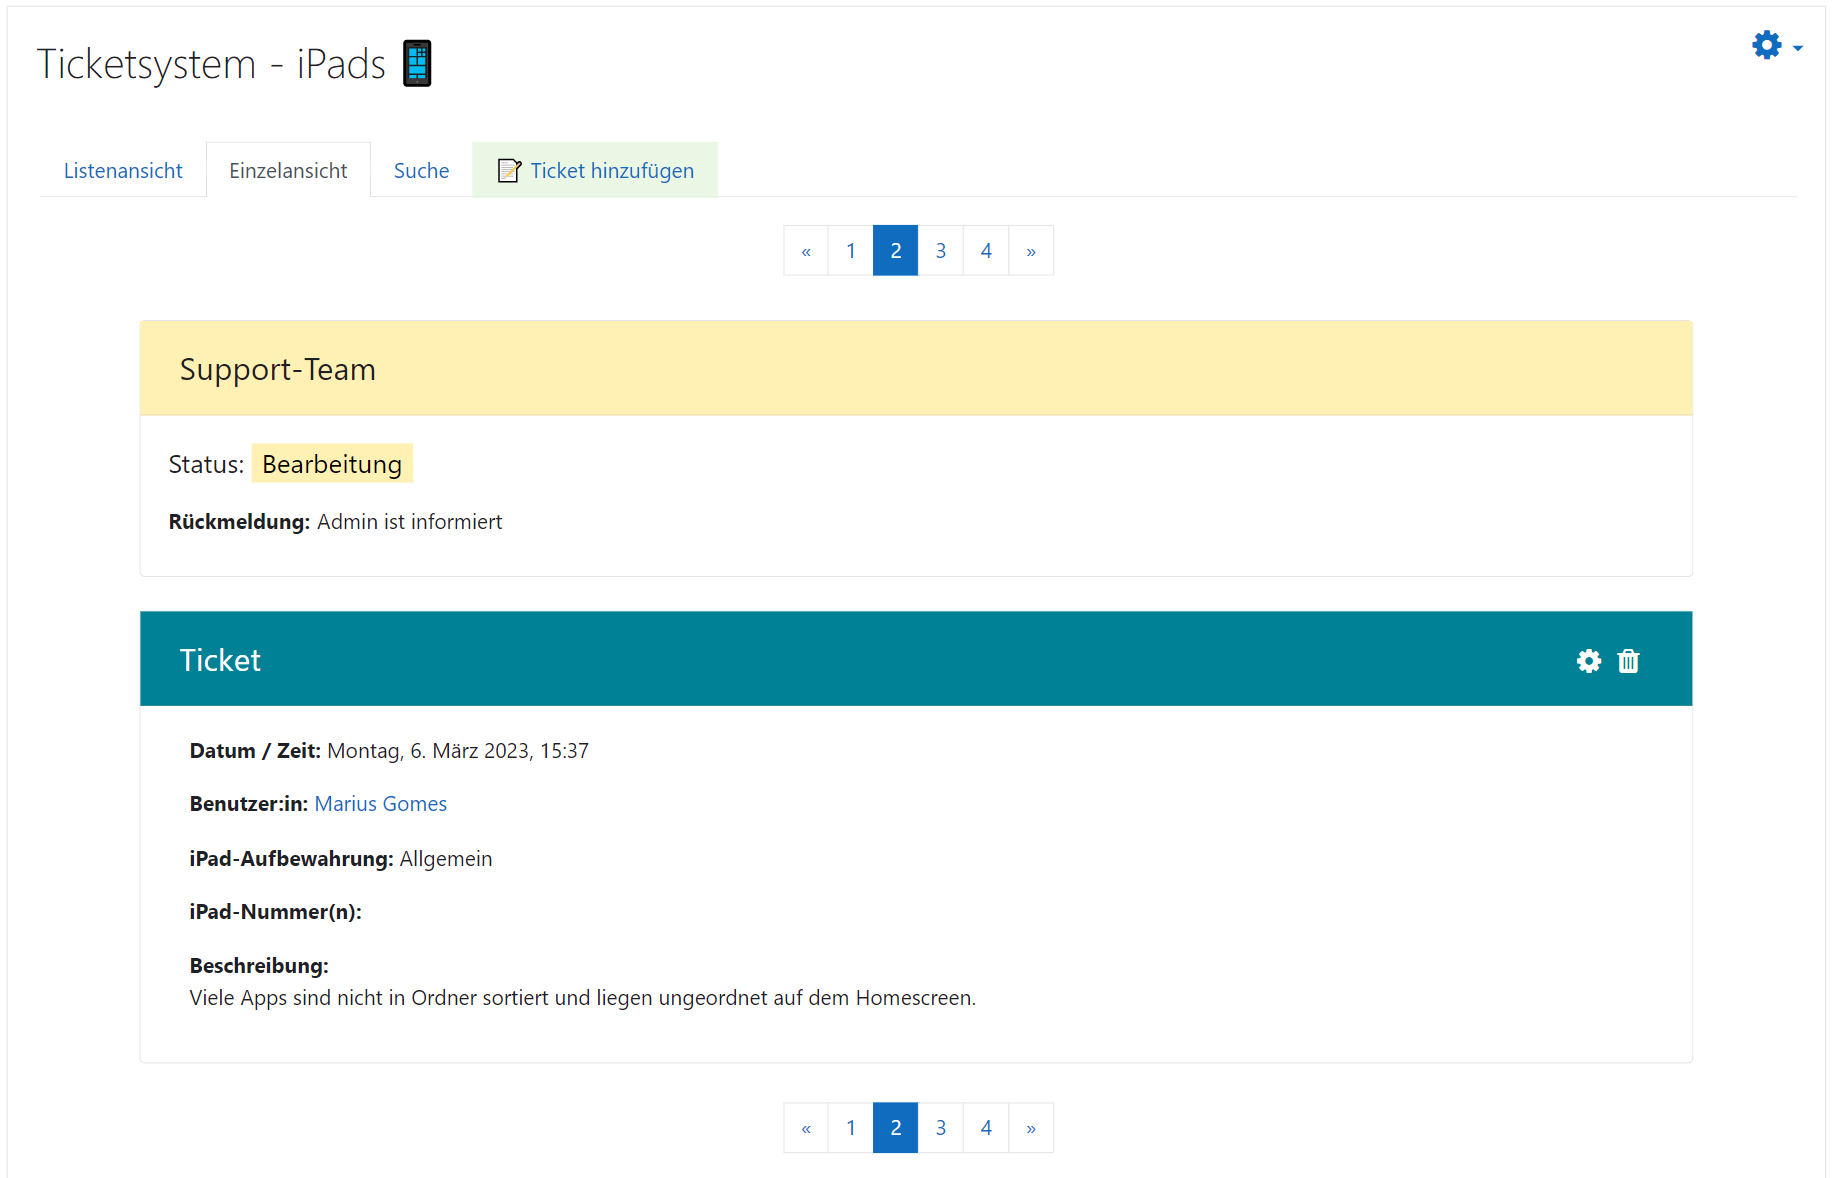 Ticketsystem - iPads
Listenansicht Einzelansicht Suche Ticket hinzufügen
« 1 2 3 4 »
Support-Team
Status: Bearbeitung
Rückmeldung: Admin ist informiert
Ticket
Datum / Zeit: Montag, 6. März 2023, 15:37
Benutzer:in: Marius Gomes
iPad-Aufbewahrung: Allgemein
iPad-Nummer(n):
Beschreibung:
Viele Apps sind nicht in Ordner sortiert und liegen ungeordnet auf dem Homescreen.
« 1 2 3 4 »